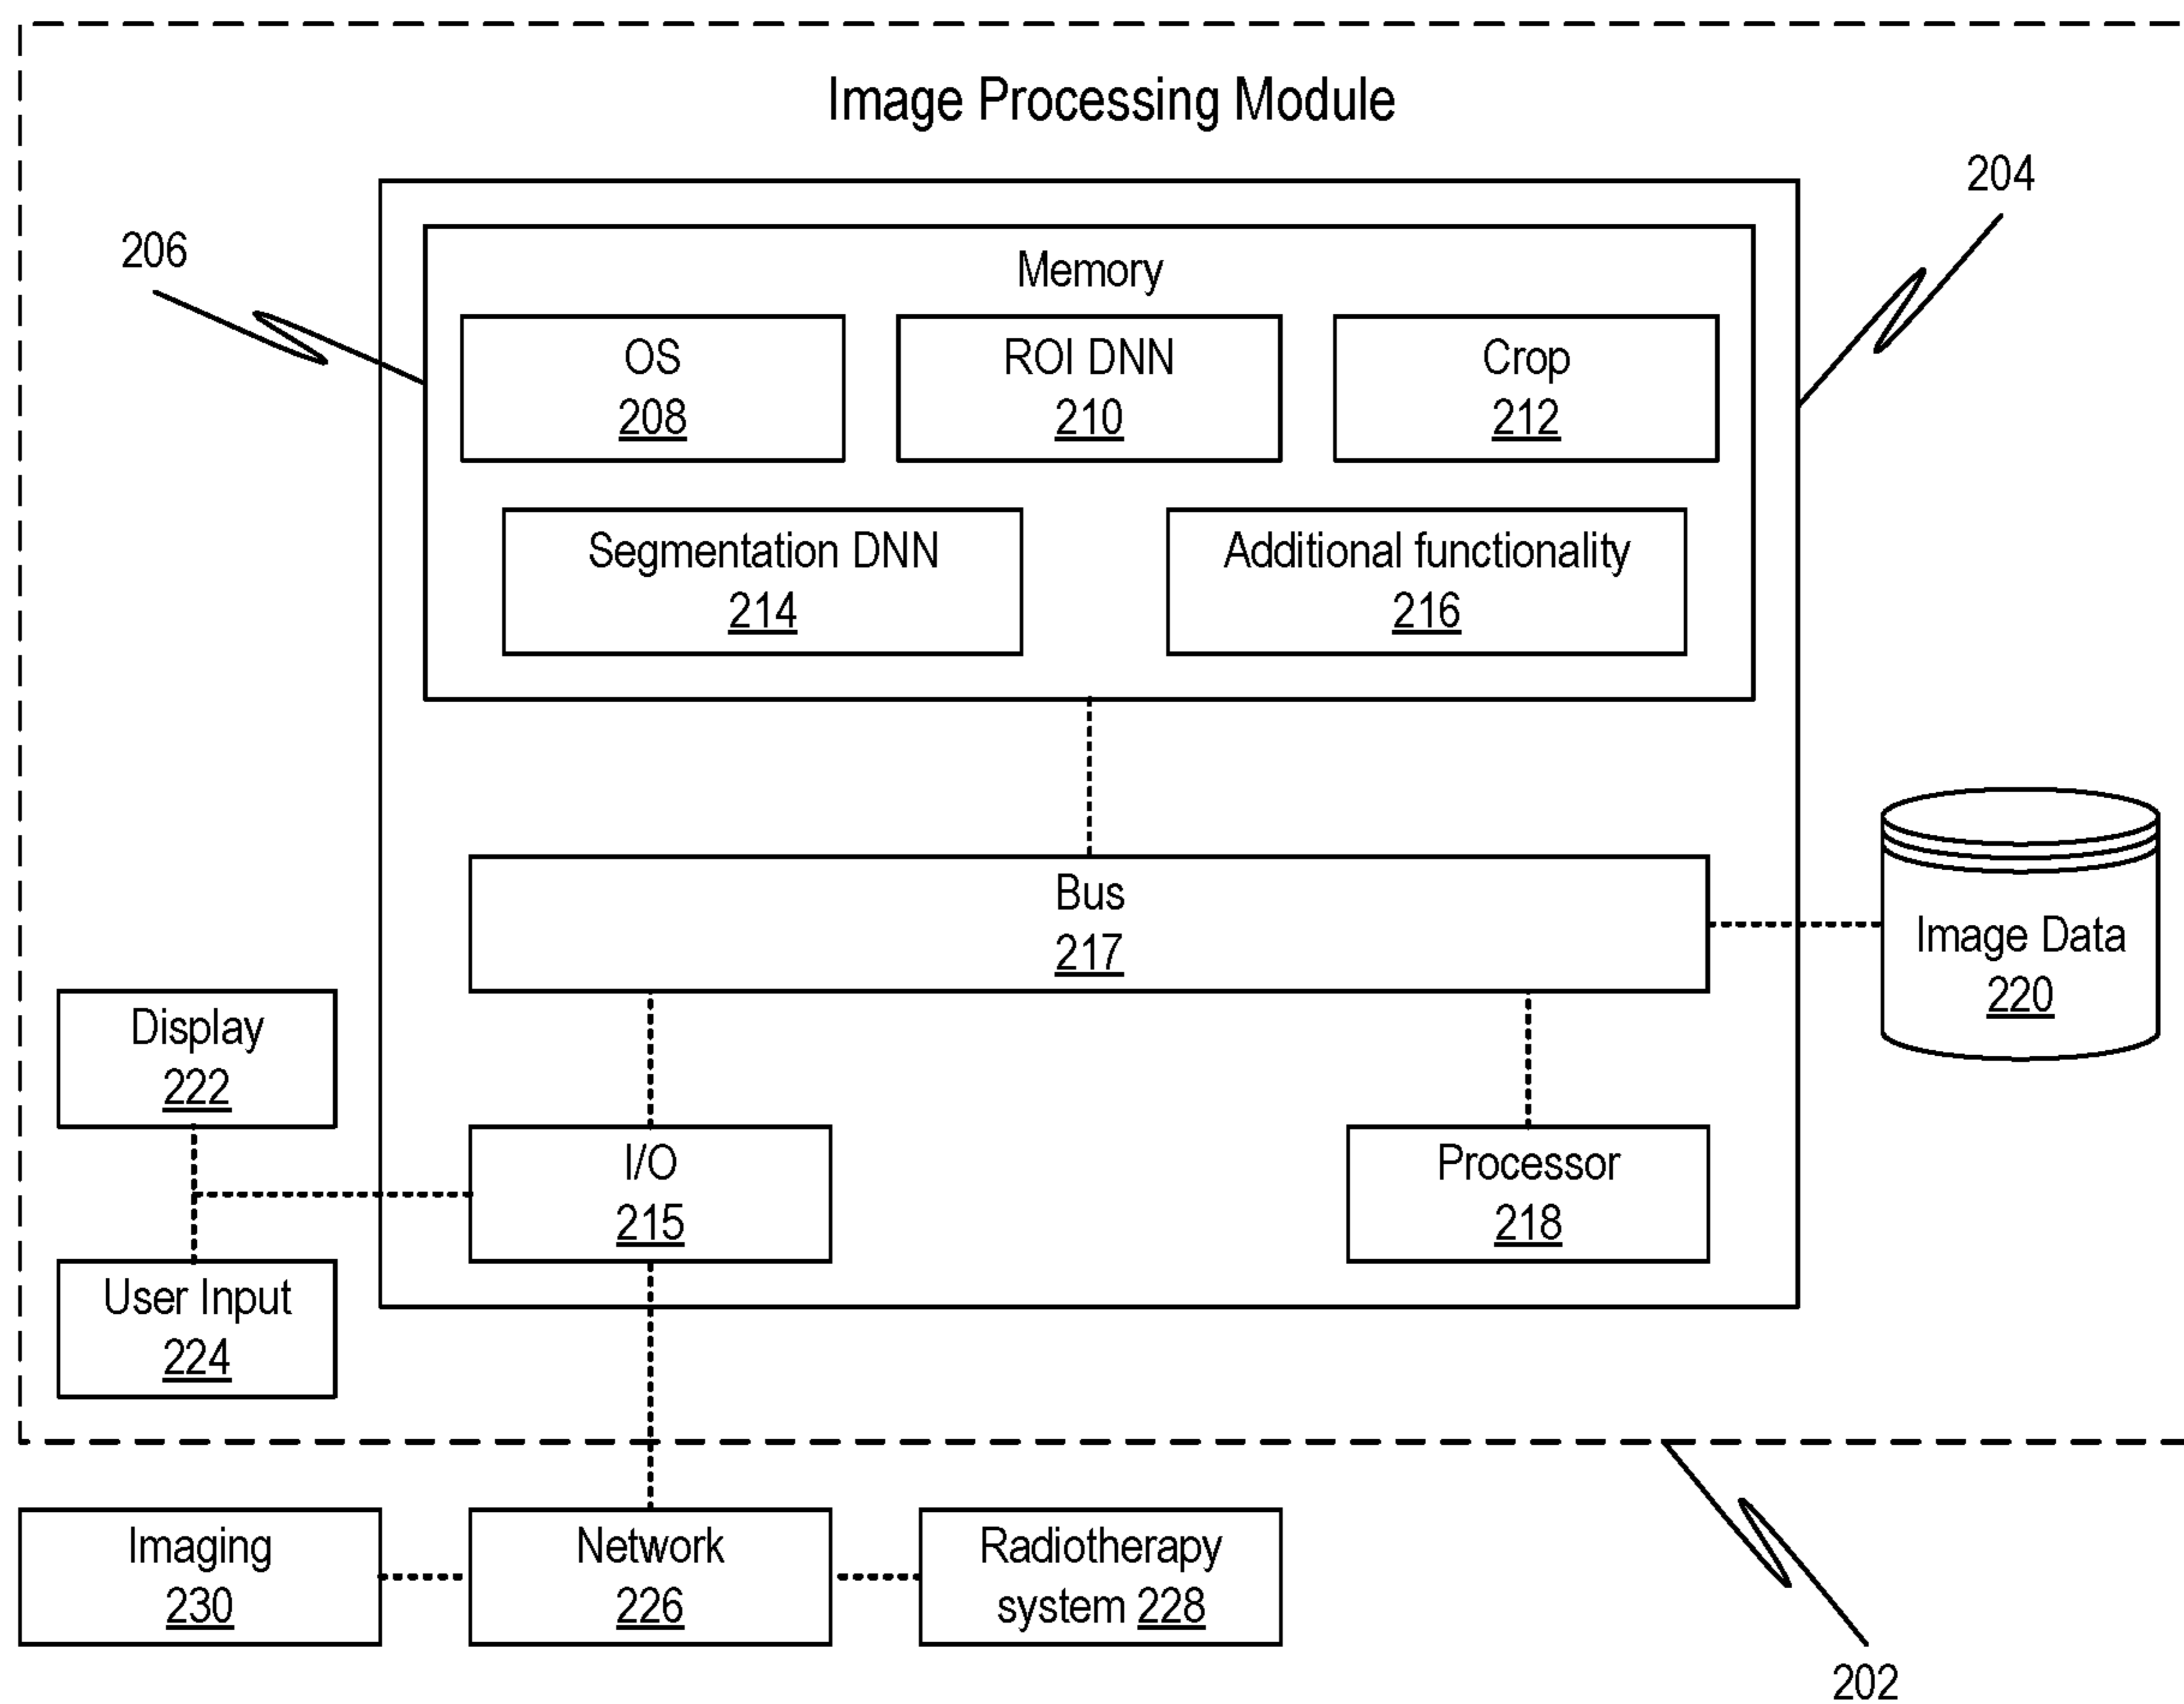 Image Processing Module
204
206
Memory
OS
208
ROI DNN
210
Crop
212
Segmentation DNN
214
Additional functionality
216
Bus
217
Image Data
220
Display
222
I/O
215
Processor
218
User Input
224
Imaging
230
Network
226
Radiotherapy
system 228
202